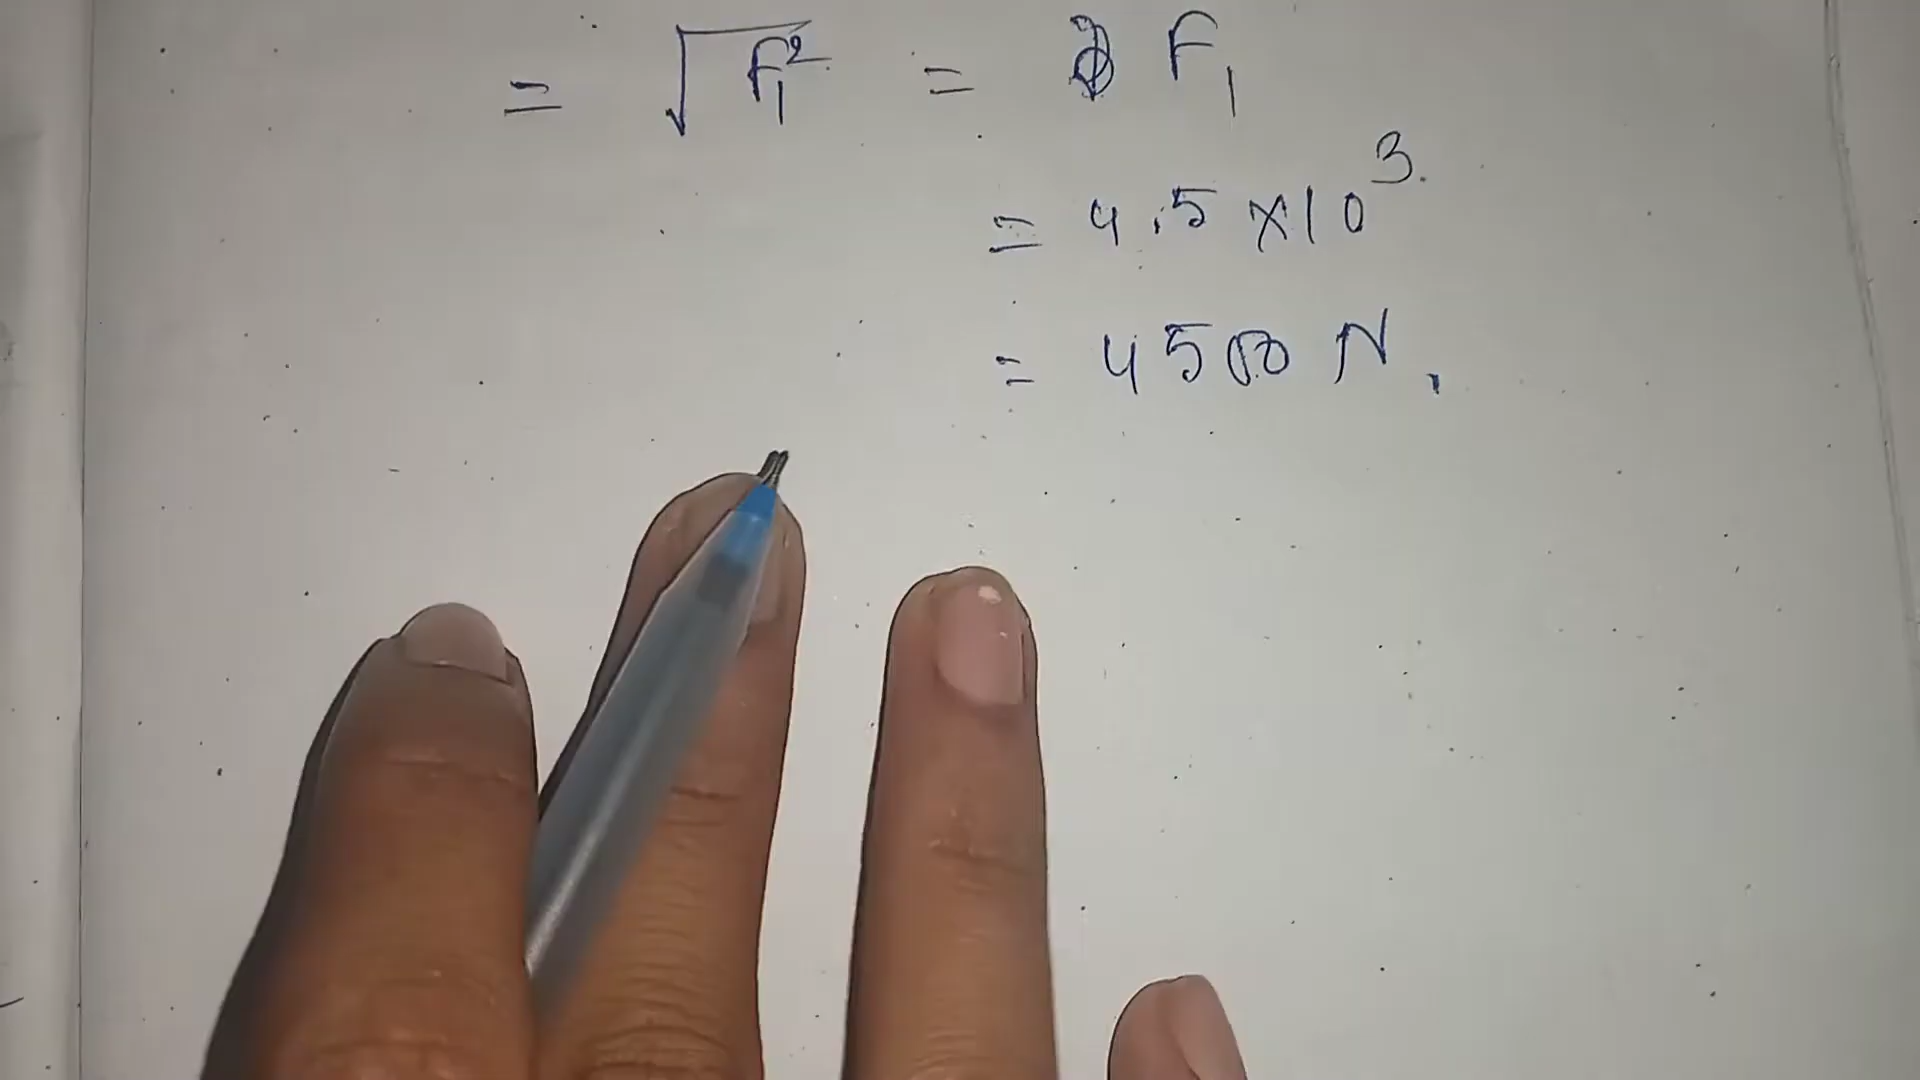 = √F₁² = F₁
= 4.5 × 10³
= 4500 N.